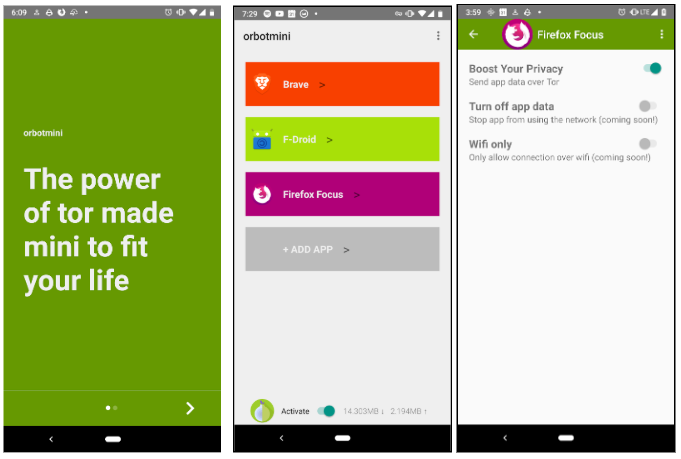 6:09
orbotmini
The power
of tor made
mini to fit
your life
7:29
orbotmini
Brave >
F-Droid >
Firefox Focus >
+ ADD APP >
Activate 14.303MB ↓ 2.194MB ↑
3:59 LTE
Firefox Focus
Boost Your Privacy
Send app data over Tor
Turn off app data
Stop app from using the network (coming soon!)
Wifi only
Only allow connection over wifi (coming soon!)